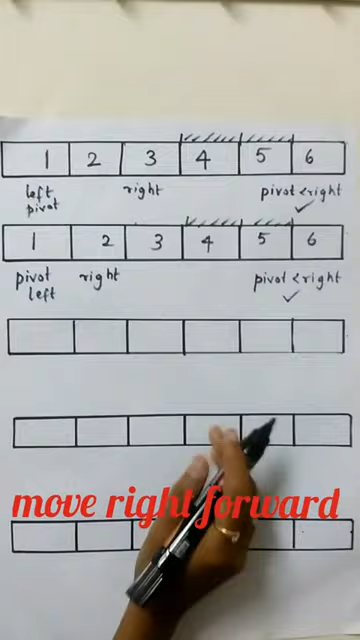 1 2 3 4 5 6
left right pivot < right
pivot ✓
1 2 3 4 5 6
pivot right pivot < right
left ✓
move right forward